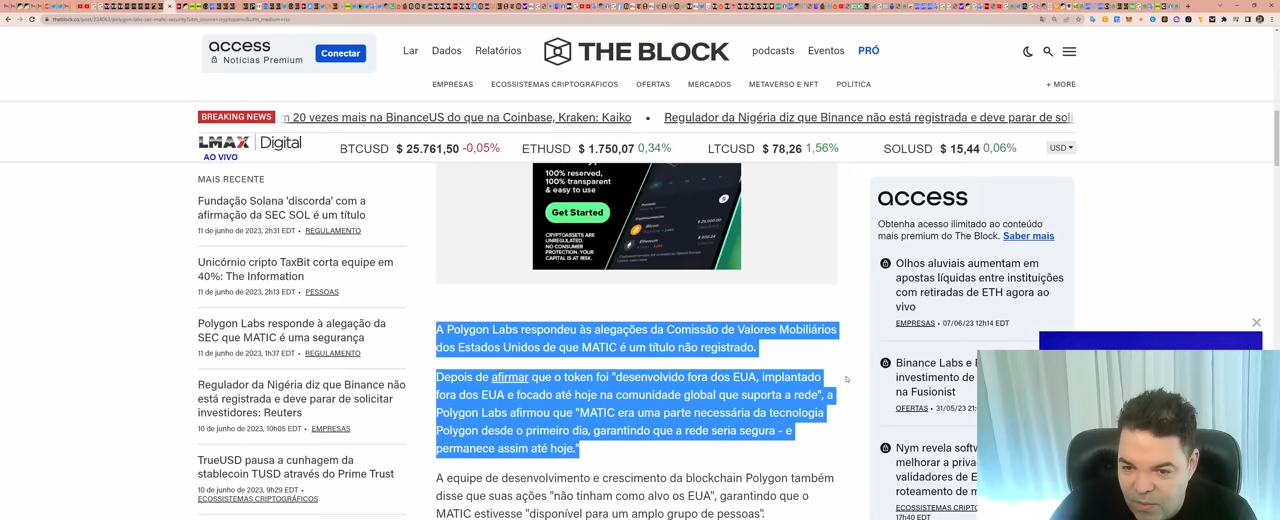 theblock.co/post/234063/polygon-labs-sec-matic-security?utm_source=cryptopanic&utm_medium=rss
access
Notícias Premium
Conectar
Lar
Dados
Relatórios
THE BLOCK
podcasts
Eventos
PRÓ
EMPRESAS
ECOSSISTEMAS CRIPTOGRÁFICOS
OFERTAS
MERCADOS
METAVERSO E NFT
POLÍTICA
+ MORE
BREAKING NEWS
m 20 vezes mais na BinanceUS do que na Coinbase, Kraken: Kaiko
Regulador da Nigéria diz que Binance não está registrada e deve parar de soli
LMAX Digital
AO VIVO
BTCUSD $ 25.761,50 -0,05%
ETHUSD $ 1.750,07 0,34%
LTCUSD $ 78,26 1,56%
SOLUSD $ 15,44 0,06%
USD
MAIS RECENTE
Fundação Solana 'discorda' com a
afirmação da SEC SOL é um título
11 de junho de 2023, 2h31 EDT • REGULAMENTO
Unicórnio cripto TaxBit corta equipe em
40%: The Information
11 de junho de 2023, 2h13 EDT • PESSOAS
Polygon Labs responde à alegação da
SEC que MATIC é uma segurança
11 de junho de 2023, 1h37 EDT • REGULAMENTO
Regulador da Nigéria diz que Binance não
está registrada e deve parar de solicitar
investidores: Reuters
10 de junho de 2023, 10h05 EDT • EMPRESAS
TrueUSD pausa a cunhagem da
stablecoin TUSD através do Prime Trust
10 de junho de 2023, 9h29 EDT •
ECOSSISTEMAS CRIPTOGRÁFICOS
100% reserved,
100% transparent
& easy to use
Get Started
CRYPTOASSETS ARE
UNREGULATED.
NO CONSUMER
PROTECTION. YOUR
CAPITAL IS AT RISK.
A Polygon Labs respondeu às alegações da Comissão de Valores Mobiliários
dos Estados Unidos de que MATIC é um título não registrado.
Depois de afirmar que o token foi "desenvolvido fora dos EUA, implantado
fora dos EUA e focado até hoje na comunidade global que suporta a rede", a
Polygon Labs afirmou que "MATIC era uma parte necessária da tecnologia
Polygon desde o primeiro dia, garantindo que a rede seria segura - e
permanece assim até hoje."
A equipe de desenvolvimento e crescimento da blockchain Polygon também
disse que suas ações "não tinham como alvo os EUA", garantindo que o
MATIC estivesse "disponível para um amplo grupo de pessoas".
access
Obtenha acesso ilimitado ao conteúdo
mais premium do The Block. Saber mais
Olhos aluviais aumentam em
apostas líquidas entre instituições
com retiradas de ETH agora ao
vivo
EMPRESAS • 07/06/23 12h14 EDT
Binance Labs e
investimento de
na Fusionist
OFERTAS • 31/05/23 21
Nym revela softw
melhorar a priva
validadores de E
roteamento de m
ECOSSISTEMAS CRIPTO
17h40 EDT